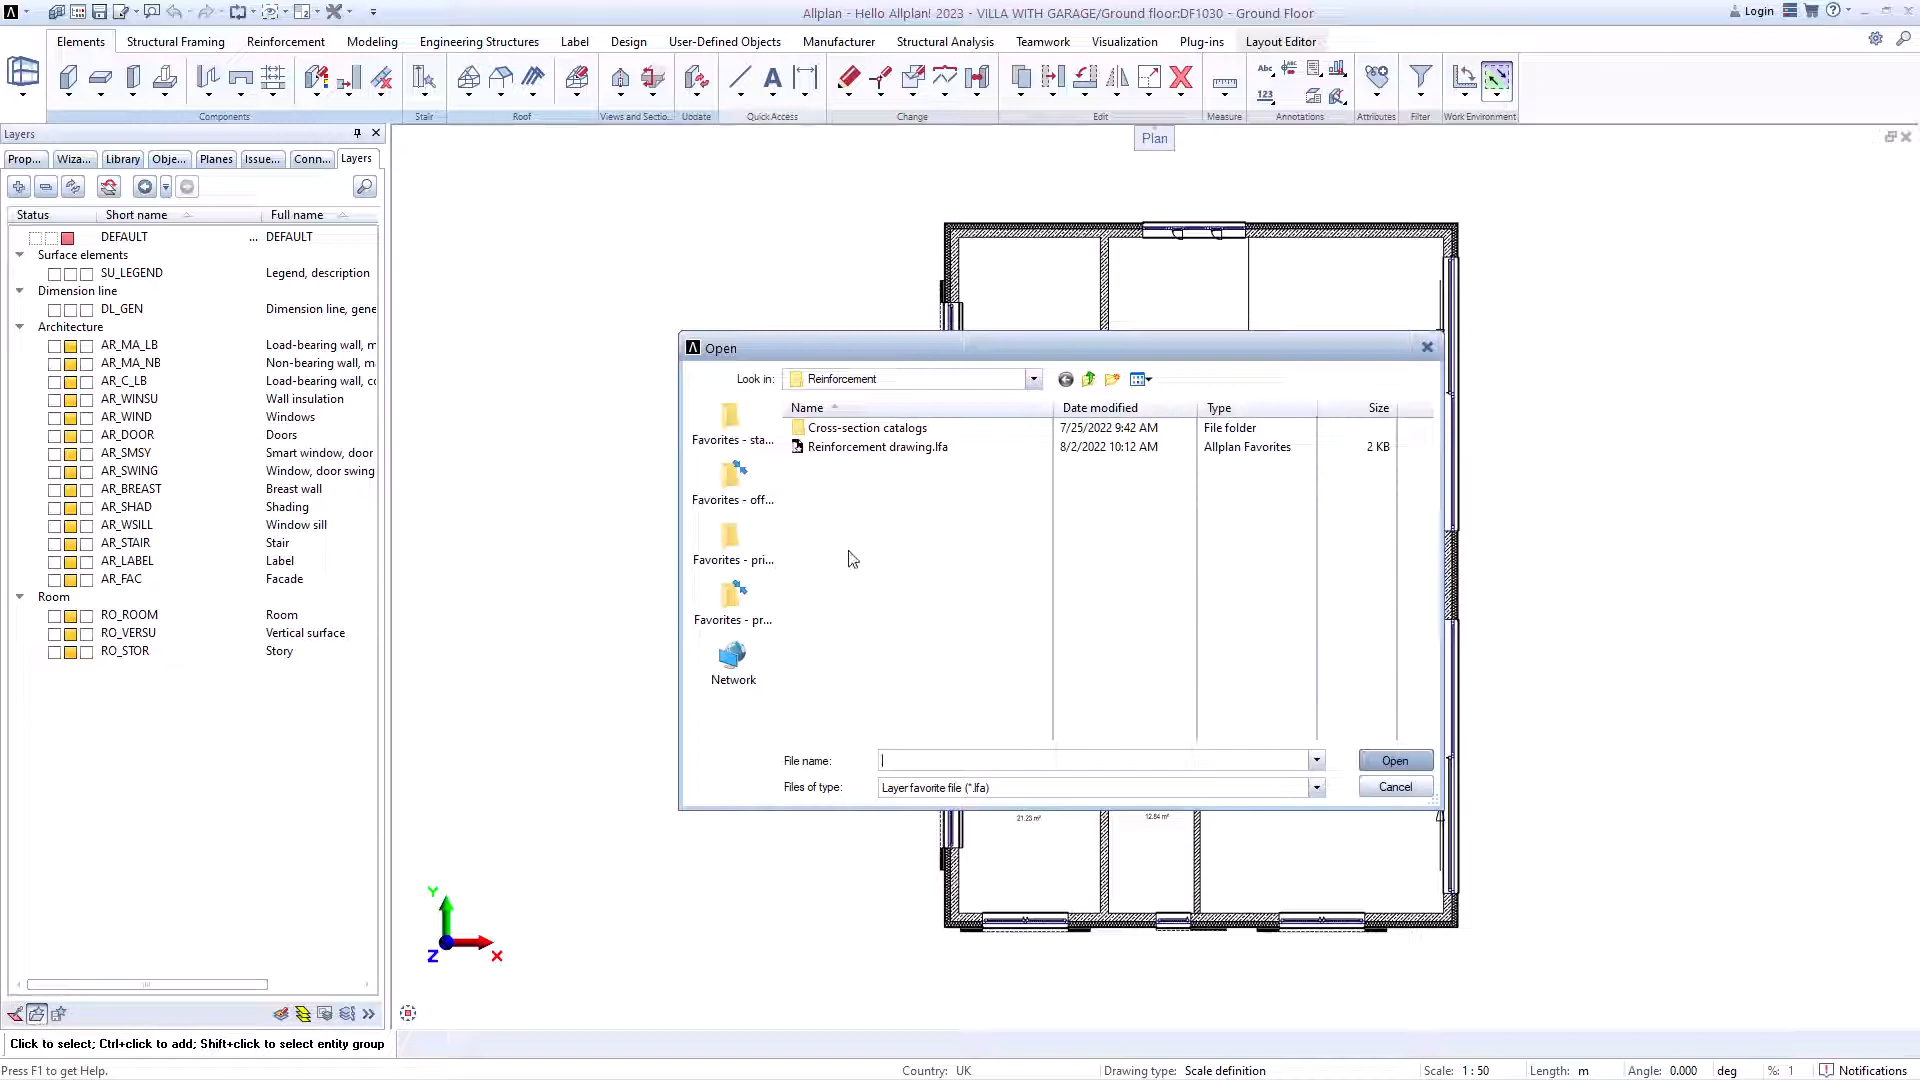 Allplan - Hello Allplan! 2023 - VILLA WITH GARAGE/Ground floor:DF1030 - Ground Floor
Login
Elements
Structural Framing
Reinforcement
Modeling
Engineering Structures
Label
Design
User-Defined Objects
Manufacturer
Structural Analysis
Teamwork
Visualization
Plug-ins
Layout Editor
Abc
123
Components
Stair
Roof
Views and Sectio...
Update
Quick Access
Change
Edit
Measure
Annotations
Attributes
Filter
Work Environment
Layers
Prop...
Wiza...
Library
Obje...
Planes
Issue...
Conn...
Layers
Plan
Status
Short name
Full name
DEFAULT ... DEFAULT
Surface elements
SU_LEGEND Legend, description
Dimension line
DL_GEN Dimension line, gene
Architecture
AR_MA_LB Load-bearing wall, m
AR_MA_NB Non-bearing wall, m
AR_C_LB Load-bearing wall, co
AR_WINSU Wall insulation
AR_WIND Windows
AR_DOOR Doors
AR_SMSY Smart window, door
AR_SWING Window, door swing
AR_BREAST Breast wall
AR_SHAD Shading
AR_WSILL Window sill
AR_STAIR Stair
AR_LABEL Label
AR_FAC Facade
Room
RO_ROOM Room
RO_VERSU Vertical surface
RO_STOR Story
Open
Look in: Reinforcement
Name Date modified Type Size
Cross-section catalogs 7/25/2022 9:42 AM File folder
Reinforcement drawing.lfa 8/2/2022 10:12 AM Allplan Favorites 2 KB
Favorites - sta...
Favorites - off...
Favorites - pri...
Favorites - pr...
Network
File name:
Open
Files of type: Layer favorite file (*.lfa)
Cancel
21.23 m²
12.84 m²
Y
Z
X
Click to select; Ctrl+click to add; Shift+click to select entity group
Press F1 to get Help.
Country: UK
Drawing type: Scale definition
Scale: 1 : 50
Length: m
Angle: 0.000 deg
%: 1
Notifications